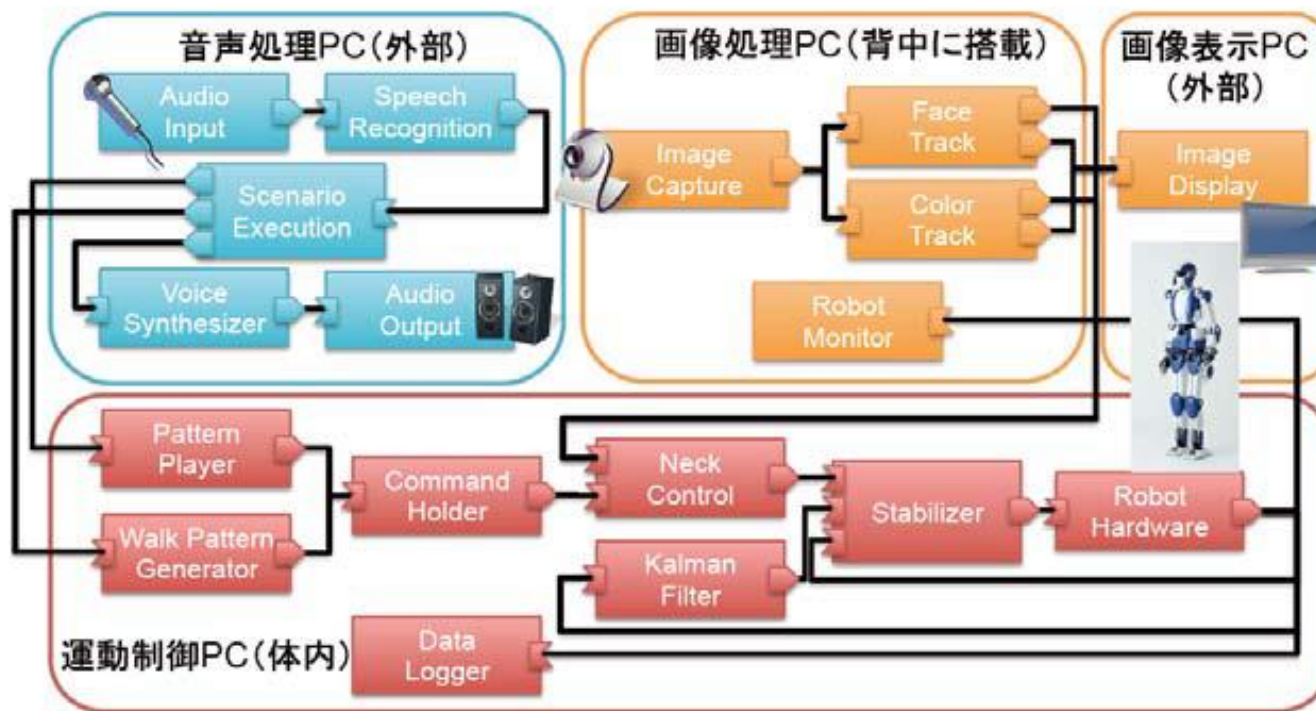 音声処理PC(外部)
Audio
Input
Speech
Recognition
Scenario
Execution
Voice
Synthesizer
Audio
Output
画像処理PC(背中に搭載)
Image
Capture
Face
Track
Color
Track
Robot
Monitor
画像表示PC
(外部)
Image
Display
Pattern
Player
Walk Pattern
Generator
Command
Holder
Neck
Control
Kalman
Filter
Stabilizer
Robot
Hardware
運動制御PC(体内)
Data
Logger